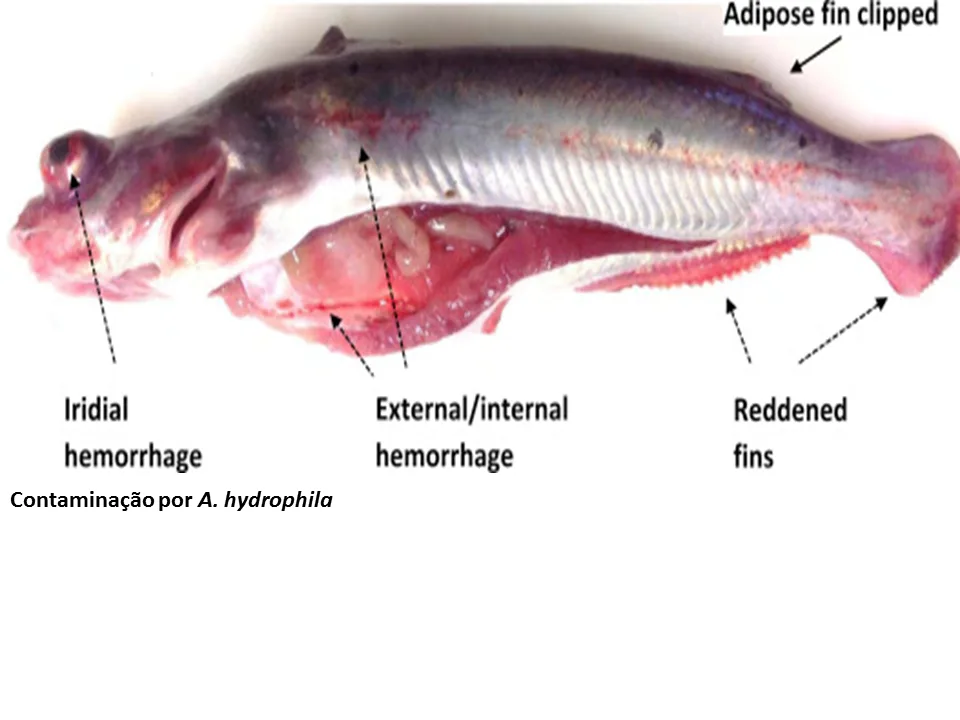 Adipose fin clipped
Iridial
hemorrhage
External/internal
hemorrhage
Reddened
fins
Contaminação por A. hydrophila